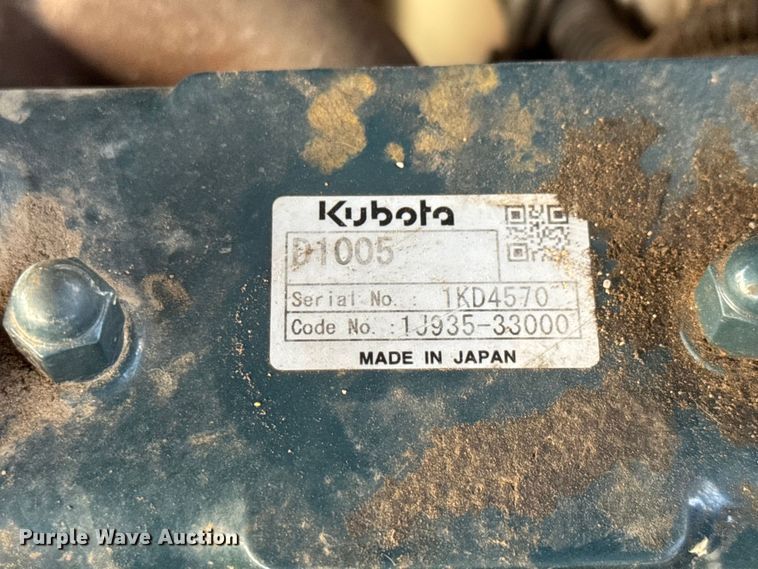 Kubota
D1005
Serial No. : 1KD4570
Code No. : 1J935-33000
MADE IN JAPAN
Purple Wave Auction